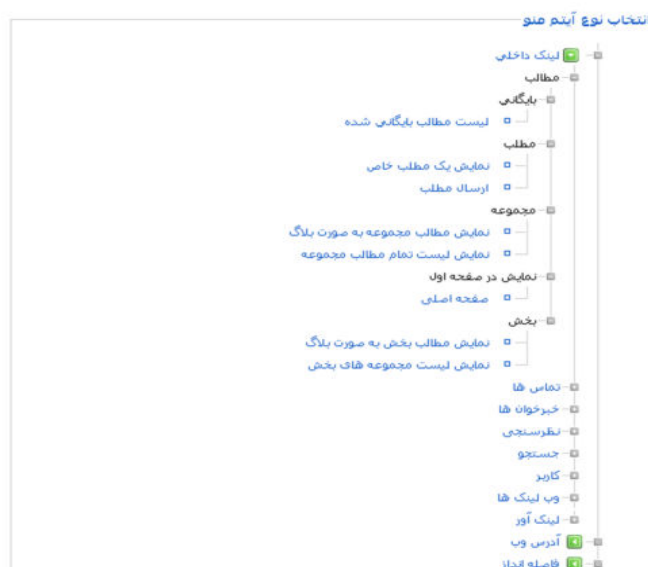 انتخاب نوع آیتم منو
لینک داخلی
مطالب
بایگانی
لیست مطالب بایگانی شده
مطلب
نمایش یک مطلب خاص
ارسال مطلب
مجموعه
نمایش مطالب مجموعه به صورت بلاگ
نمایش لیست تمام مطالب مجموعه
نمایش در صفحه اول
صفحه اصلی
بخش
نمایش مطالب بخش به صورت بلاگ
نمایش لیست مجموعه های بخش
تماس ها
خبرخوان ها
نظرسنجی
جستجو
کاربر
وب لینک ها
لینک آور
آدرس وب
فاصله انداز